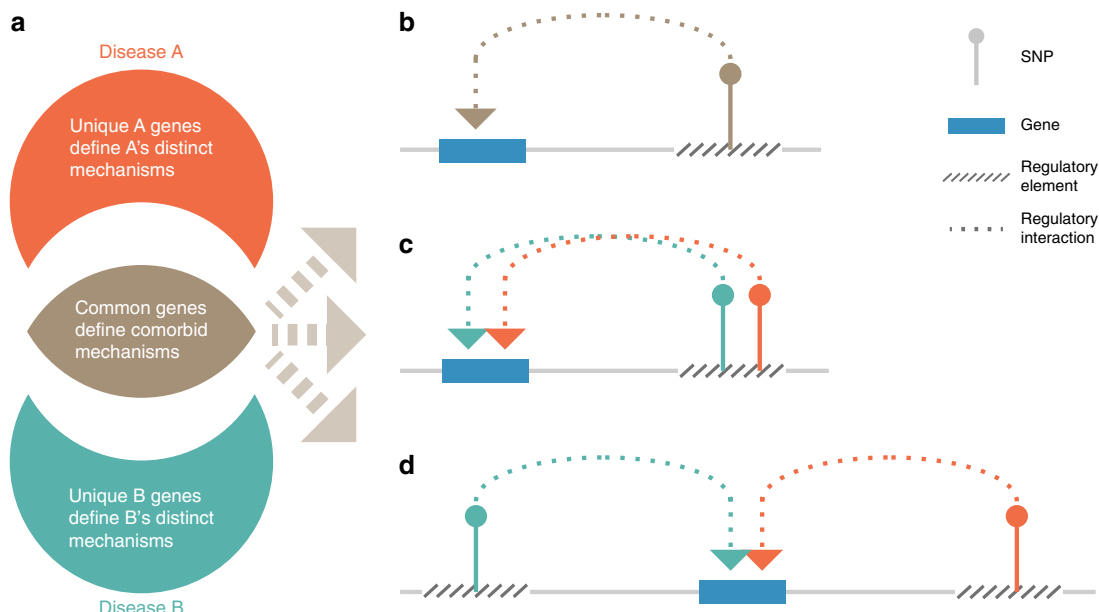 a
Disease A
Unique A genes
define A's distinct
mechanisms
Common genes
define comorbid
mechanisms
Unique B genes
define B's distinct
mechanisms
Disease B
b
c
d
SNP
Gene
Regulatory
element
Regulatory
interaction